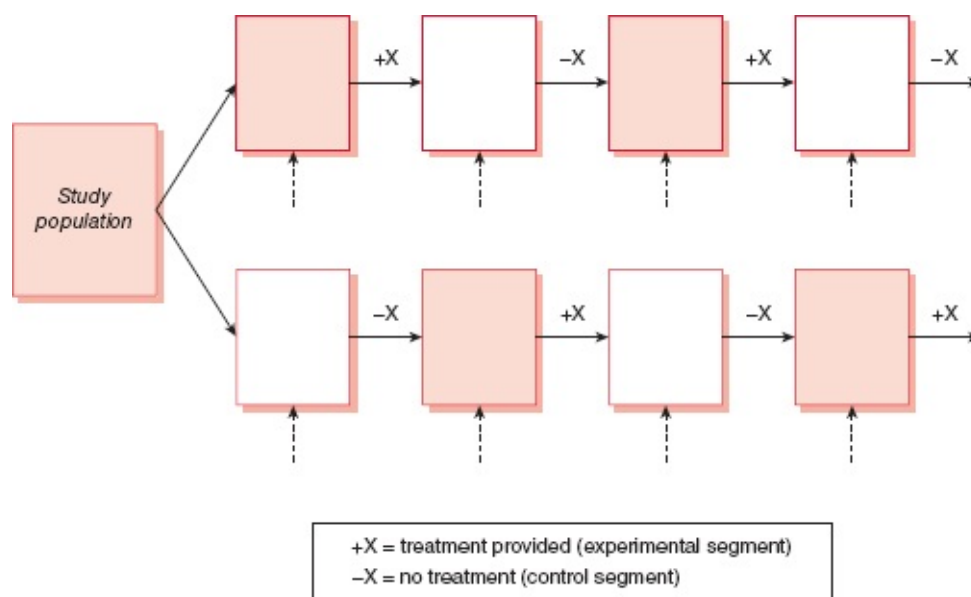 +X −X +X −X
Study
population
−X +X −X +X
+X = treatment provided (experimental segment)
−X = no treatment (control segment)